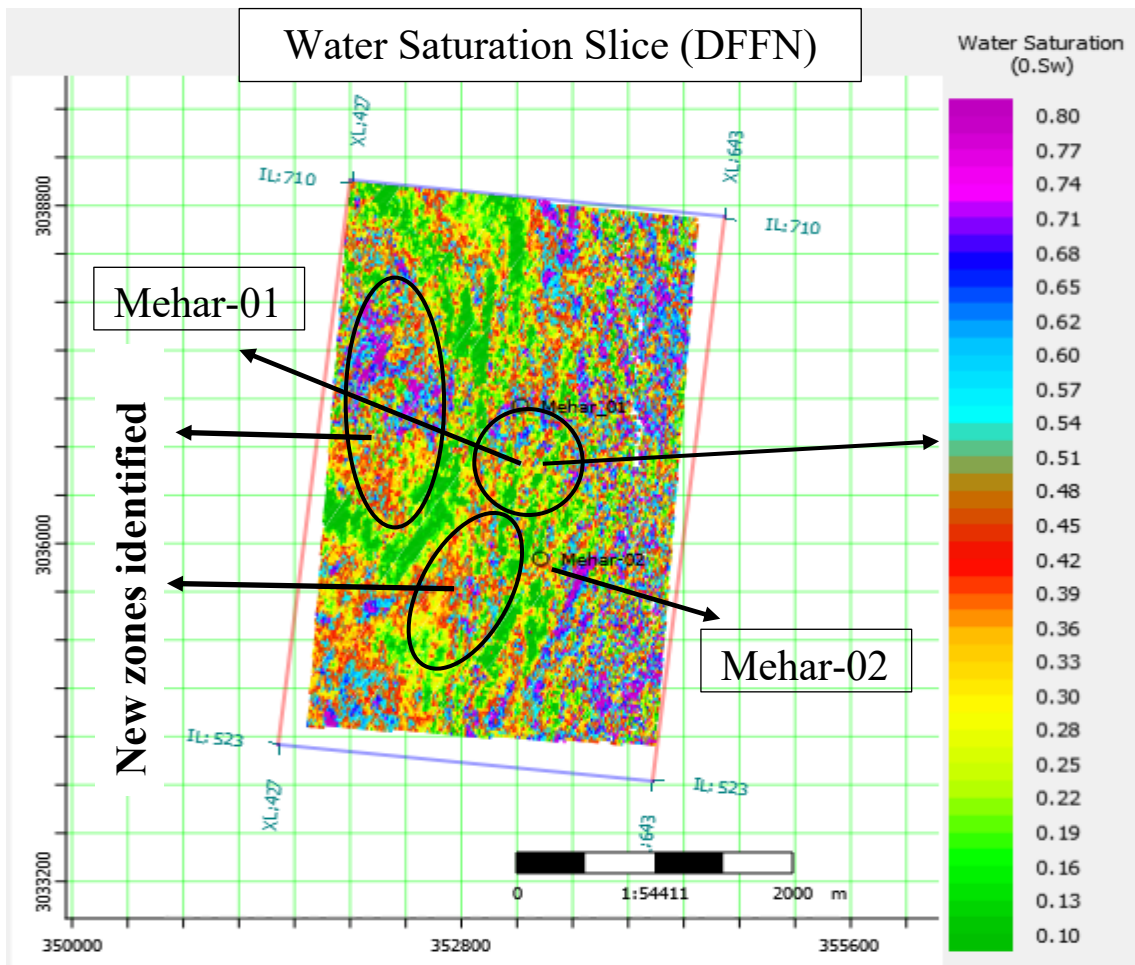 Water Saturation Slice (DFFN)
Water Saturation
(0.Sw)
XL:427
XL:643
IL:710
IL:710
3038800
3036000
3033200
Mehar-01
Mehar_01
New zones identified
Mehar-02
Mehar-02
IL:523
IL:523
XL:427
:643
0
1:54411
2000 m
350000
352800
355600
0.80
0.77
0.74
0.71
0.68
0.65
0.62
0.60
0.57
0.54
0.51
0.48
0.45
0.42
0.39
0.36
0.33
0.30
0.28
0.25
0.22
0.19
0.16
0.13
0.10